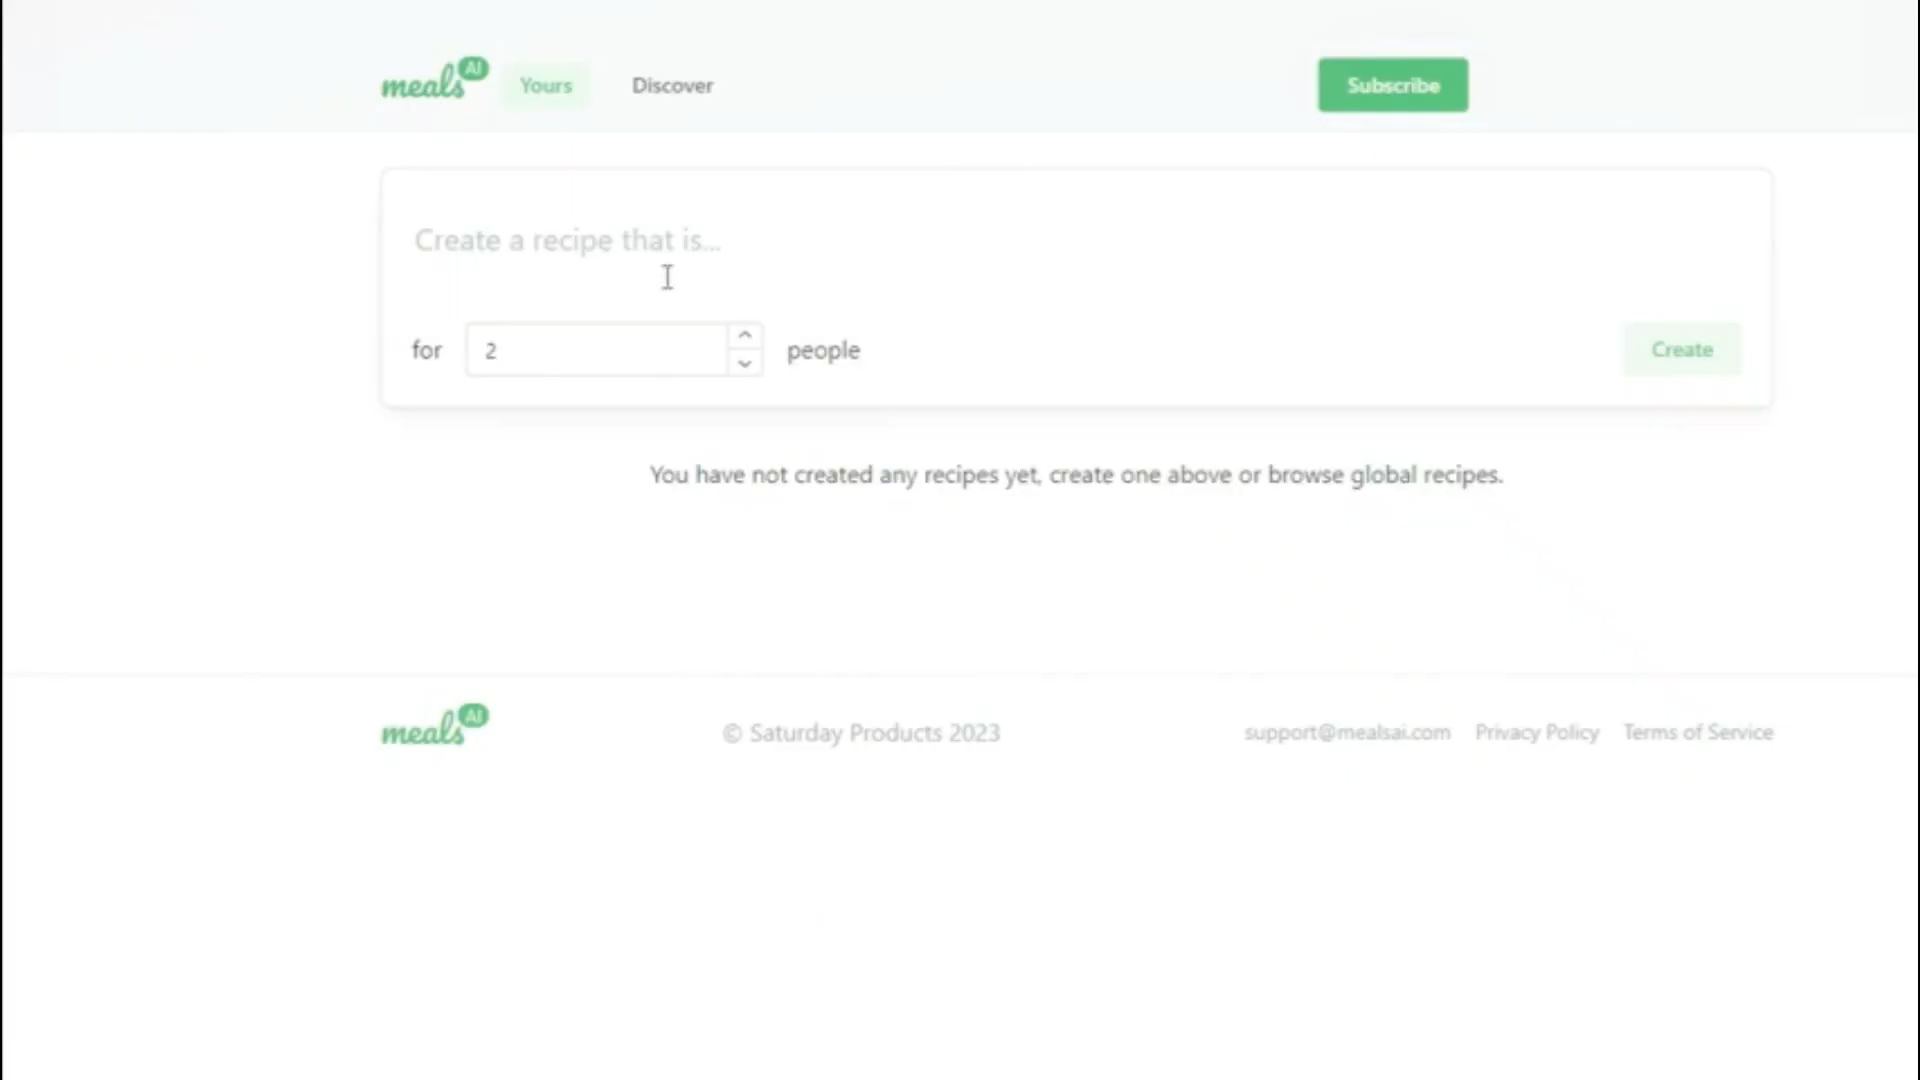 meals AI
Yours
Discover
Subscribe
Create a recipe that is...
for 2 people
Create
You have not created any recipes yet, create one above or browse global recipes.
meals AI
© Saturday Products 2023
support@mealsai.com
Privacy Policy
Terms of Service